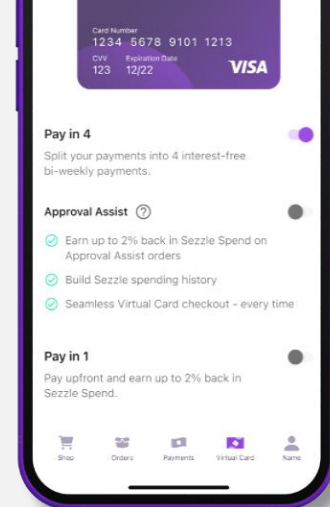 Card Number
1234 5678 9101 1213
CVV Expiration Date
123 12/22 VISA
Pay in 4
Split your payments into 4 interest-free
bi-weekly payments.
Approval Assist ?
Earn up to 2% back in Sezzle Spend on
Approval Assist orders
Build Sezzle spending history
Seamless Virtual Card checkout - every time
Pay in 1
Pay upfront and earn up to 2% back in
Sezzle Spend.
Shop Orders Payments Virtual Card Name